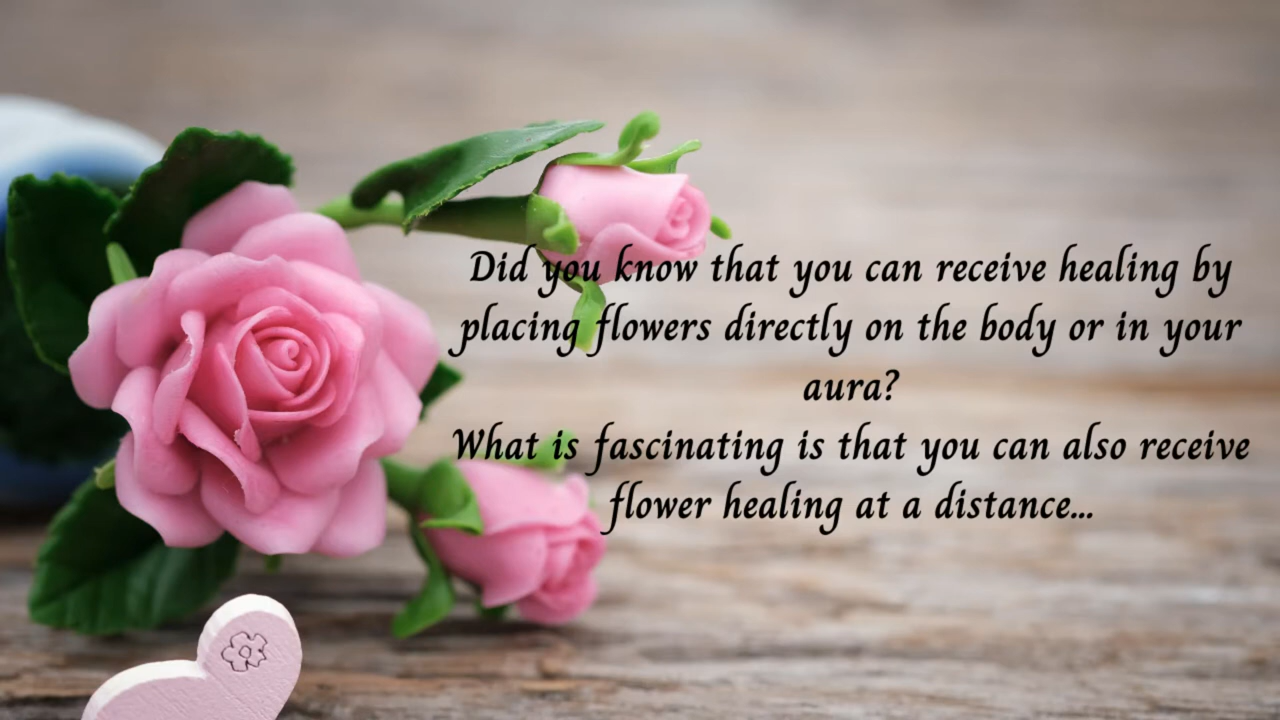 Did you know that you can receive healing by
placing flowers directly on the body or in your
aura?
What is fascinating is that you can also receive
flower healing at a distance...